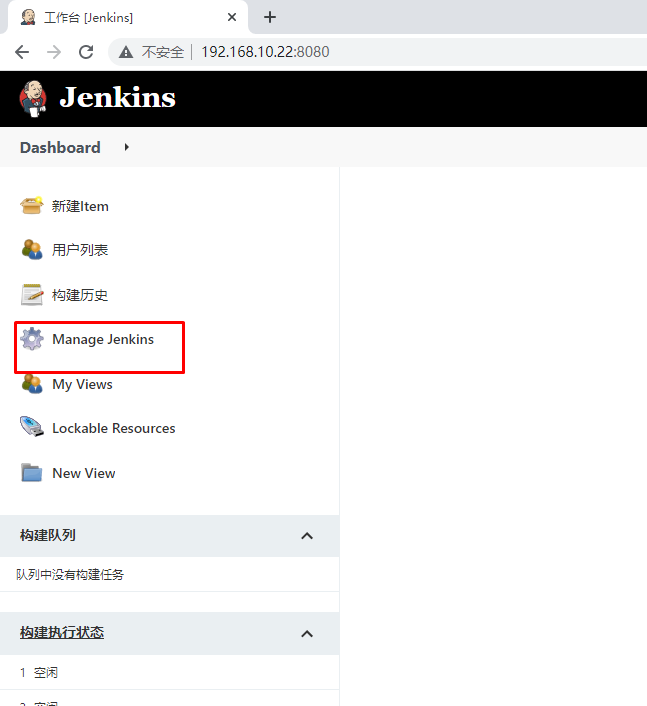 工作台 [Jenkins]
不安全 192.168.10.22:8080
Jenkins
Dashboard
新建Item
用户列表
构建历史
Manage Jenkins
My Views
Lockable Resources
New View
构建队列
队列中没有构建任务
构建执行状态
1 空闲
2 空闲